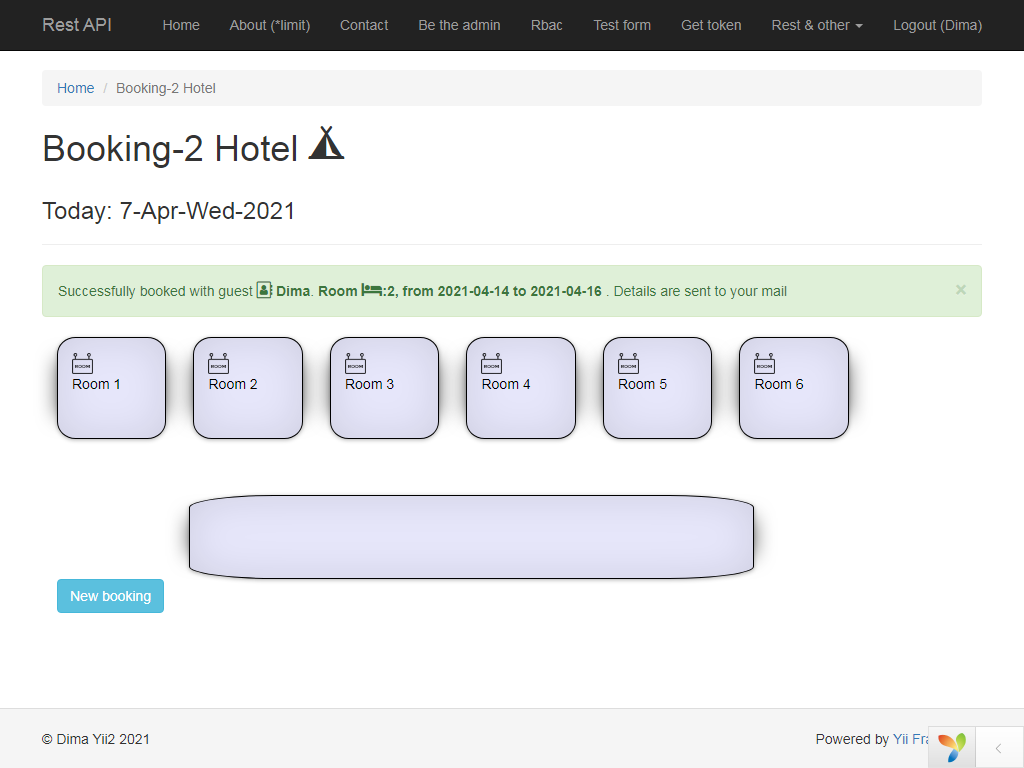 Rest API Home About (*limit) Contact Be the admin Rbac Test form Get token Rest & other Logout (Dima)
Home / Booking-2 Hotel
Booking-2 Hotel
Today: 7-Apr-Wed-2021
Successfully booked with guest Dima. Room :2, from 2021-04-14 to 2021-04-16 . Details are sent to your mail ×
ROOM ROOM ROOM ROOM ROOM ROOM
Room 1 Room 2 Room 3 Room 4 Room 5 Room 6
New booking
© Dima Yii2 2021 Powered by Yii